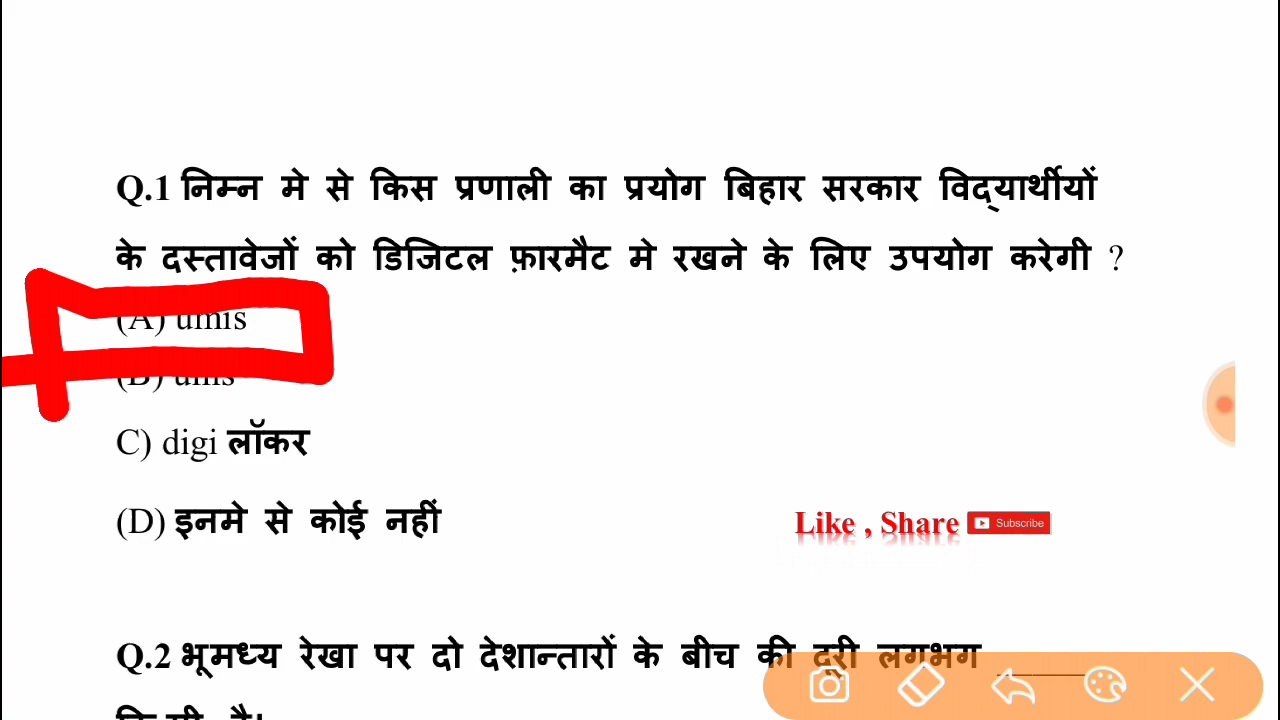 Q.1 निम्न मे से किस प्रणाली का प्रयोग बिहार सरकार विद्यार्थीयों
के दस्तावेजों को डिजिटल फ़ारमैट मे रखने के लिए उपयोग करेगी ?
(A) umis
(B)
C) digi लॉकर
(D) इनमे से कोई नहीं
Like , Share Subscribe
Q.2 भूमध्य रेखा पर दो देशान्तारों के बीच की दूरी लगभग ______